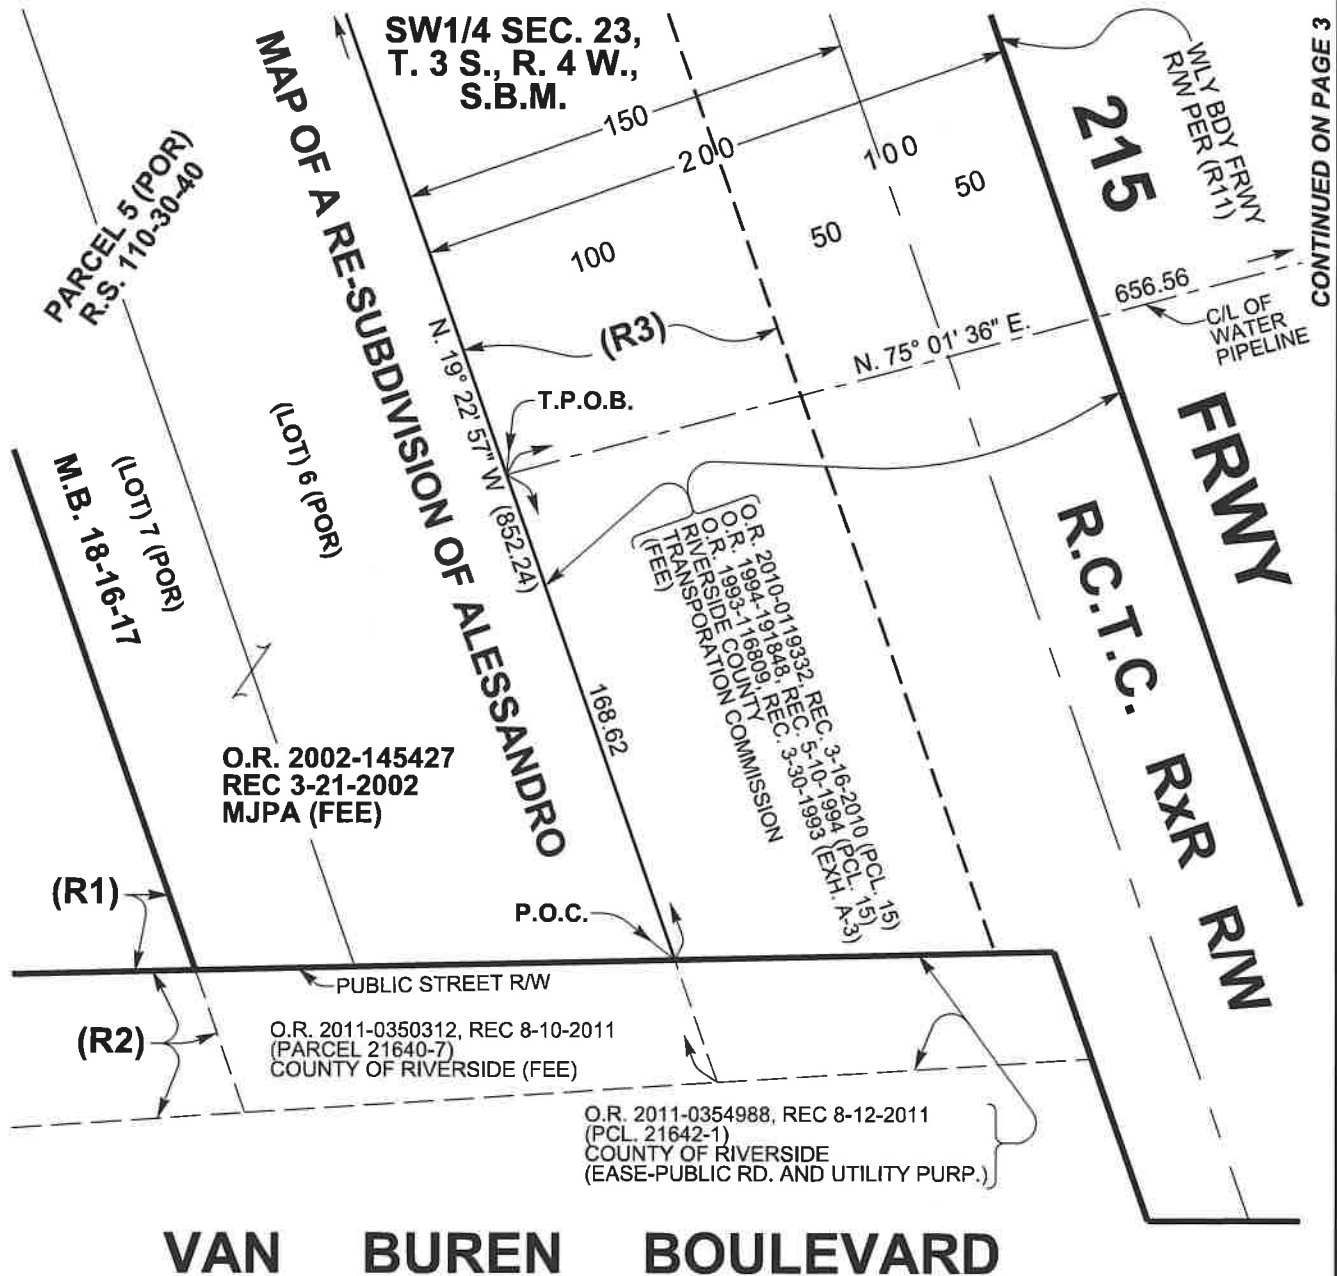 SW1/4 SEC. 23,
T. 3 S., R. 4 W.,
S.B.M.
MAP OF A RE-SUBDIVISION OF ALESSANDRO
CONTINUED ON PAGE 3
WLY BDY FRWY
R/W PER (R11)
215
FRWY
150
200
100
50
50
100
PARCEL 5 (POR)
R.S. 110-30-40
(R3)
656.56
C/L OF
WATER
PIPELINE
N. 75° 01' 36" E.
N. 19° 22' 57" W (852.24)
T.P.O.B.
(LOT) 6 (POR)
(LOT) 7 (POR)
M.B. 18-16-17
R.C.T.C. RxR R/W
O.R. 2010-0119332, REC. 3-16-2010 (PCL. 15)
O.R. 1994-191848, REC. 5-10-1994 (PCL. 15)
O.R. 1993-116809, REC. 3-30-1993 (EXH. A-3)
RIVERSIDE COUNTY
TRANSPORATION COMMISSION
(FEE)
168.62
O.R. 2002-145427
REC 3-21-2002
MJPA (FEE)
(R1)
P.O.C.
PUBLIC STREET R/W
(R2)
O.R. 2011-0350312, REC 8-10-2011
(PARCEL 21640-7)
COUNTY OF RIVERSIDE (FEE)
O.R. 2011-0354988, REC 8-12-2011
(PCL. 21642-1)
COUNTY OF RIVERSIDE
(EASE-PUBLIC RD. AND UTILITY PURP.)
VAN BUREN BOULEVARD